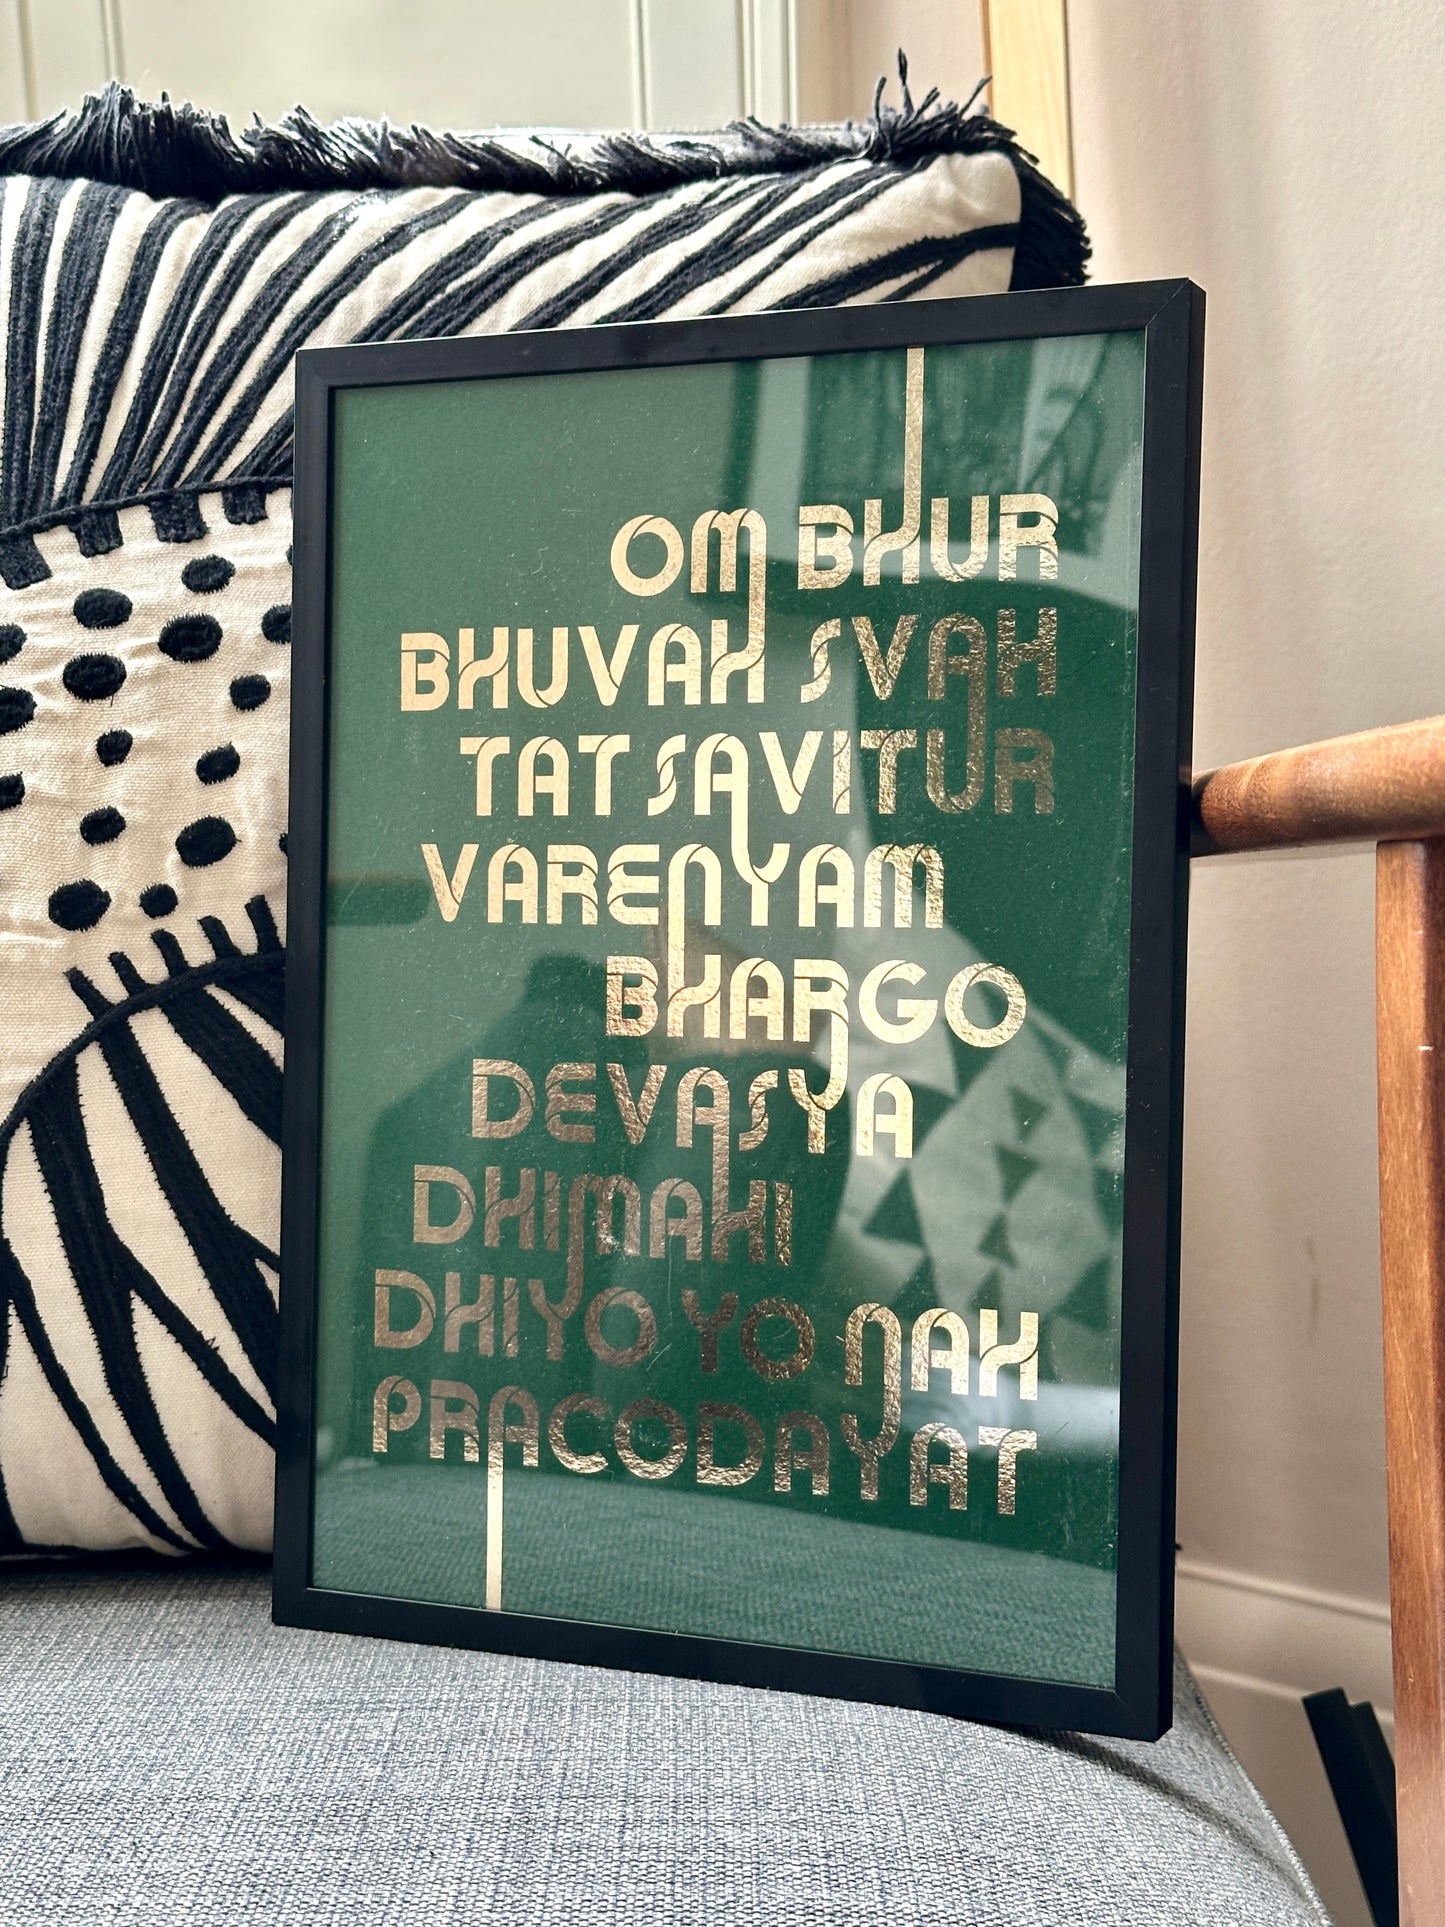 OM BHUR
BHUVAH SVAH
TAT SAVITUR
VARENYAM
BHARGO
DEVASYA
DHIMAHI
DHIYO YO NAH
PRACODAYAT